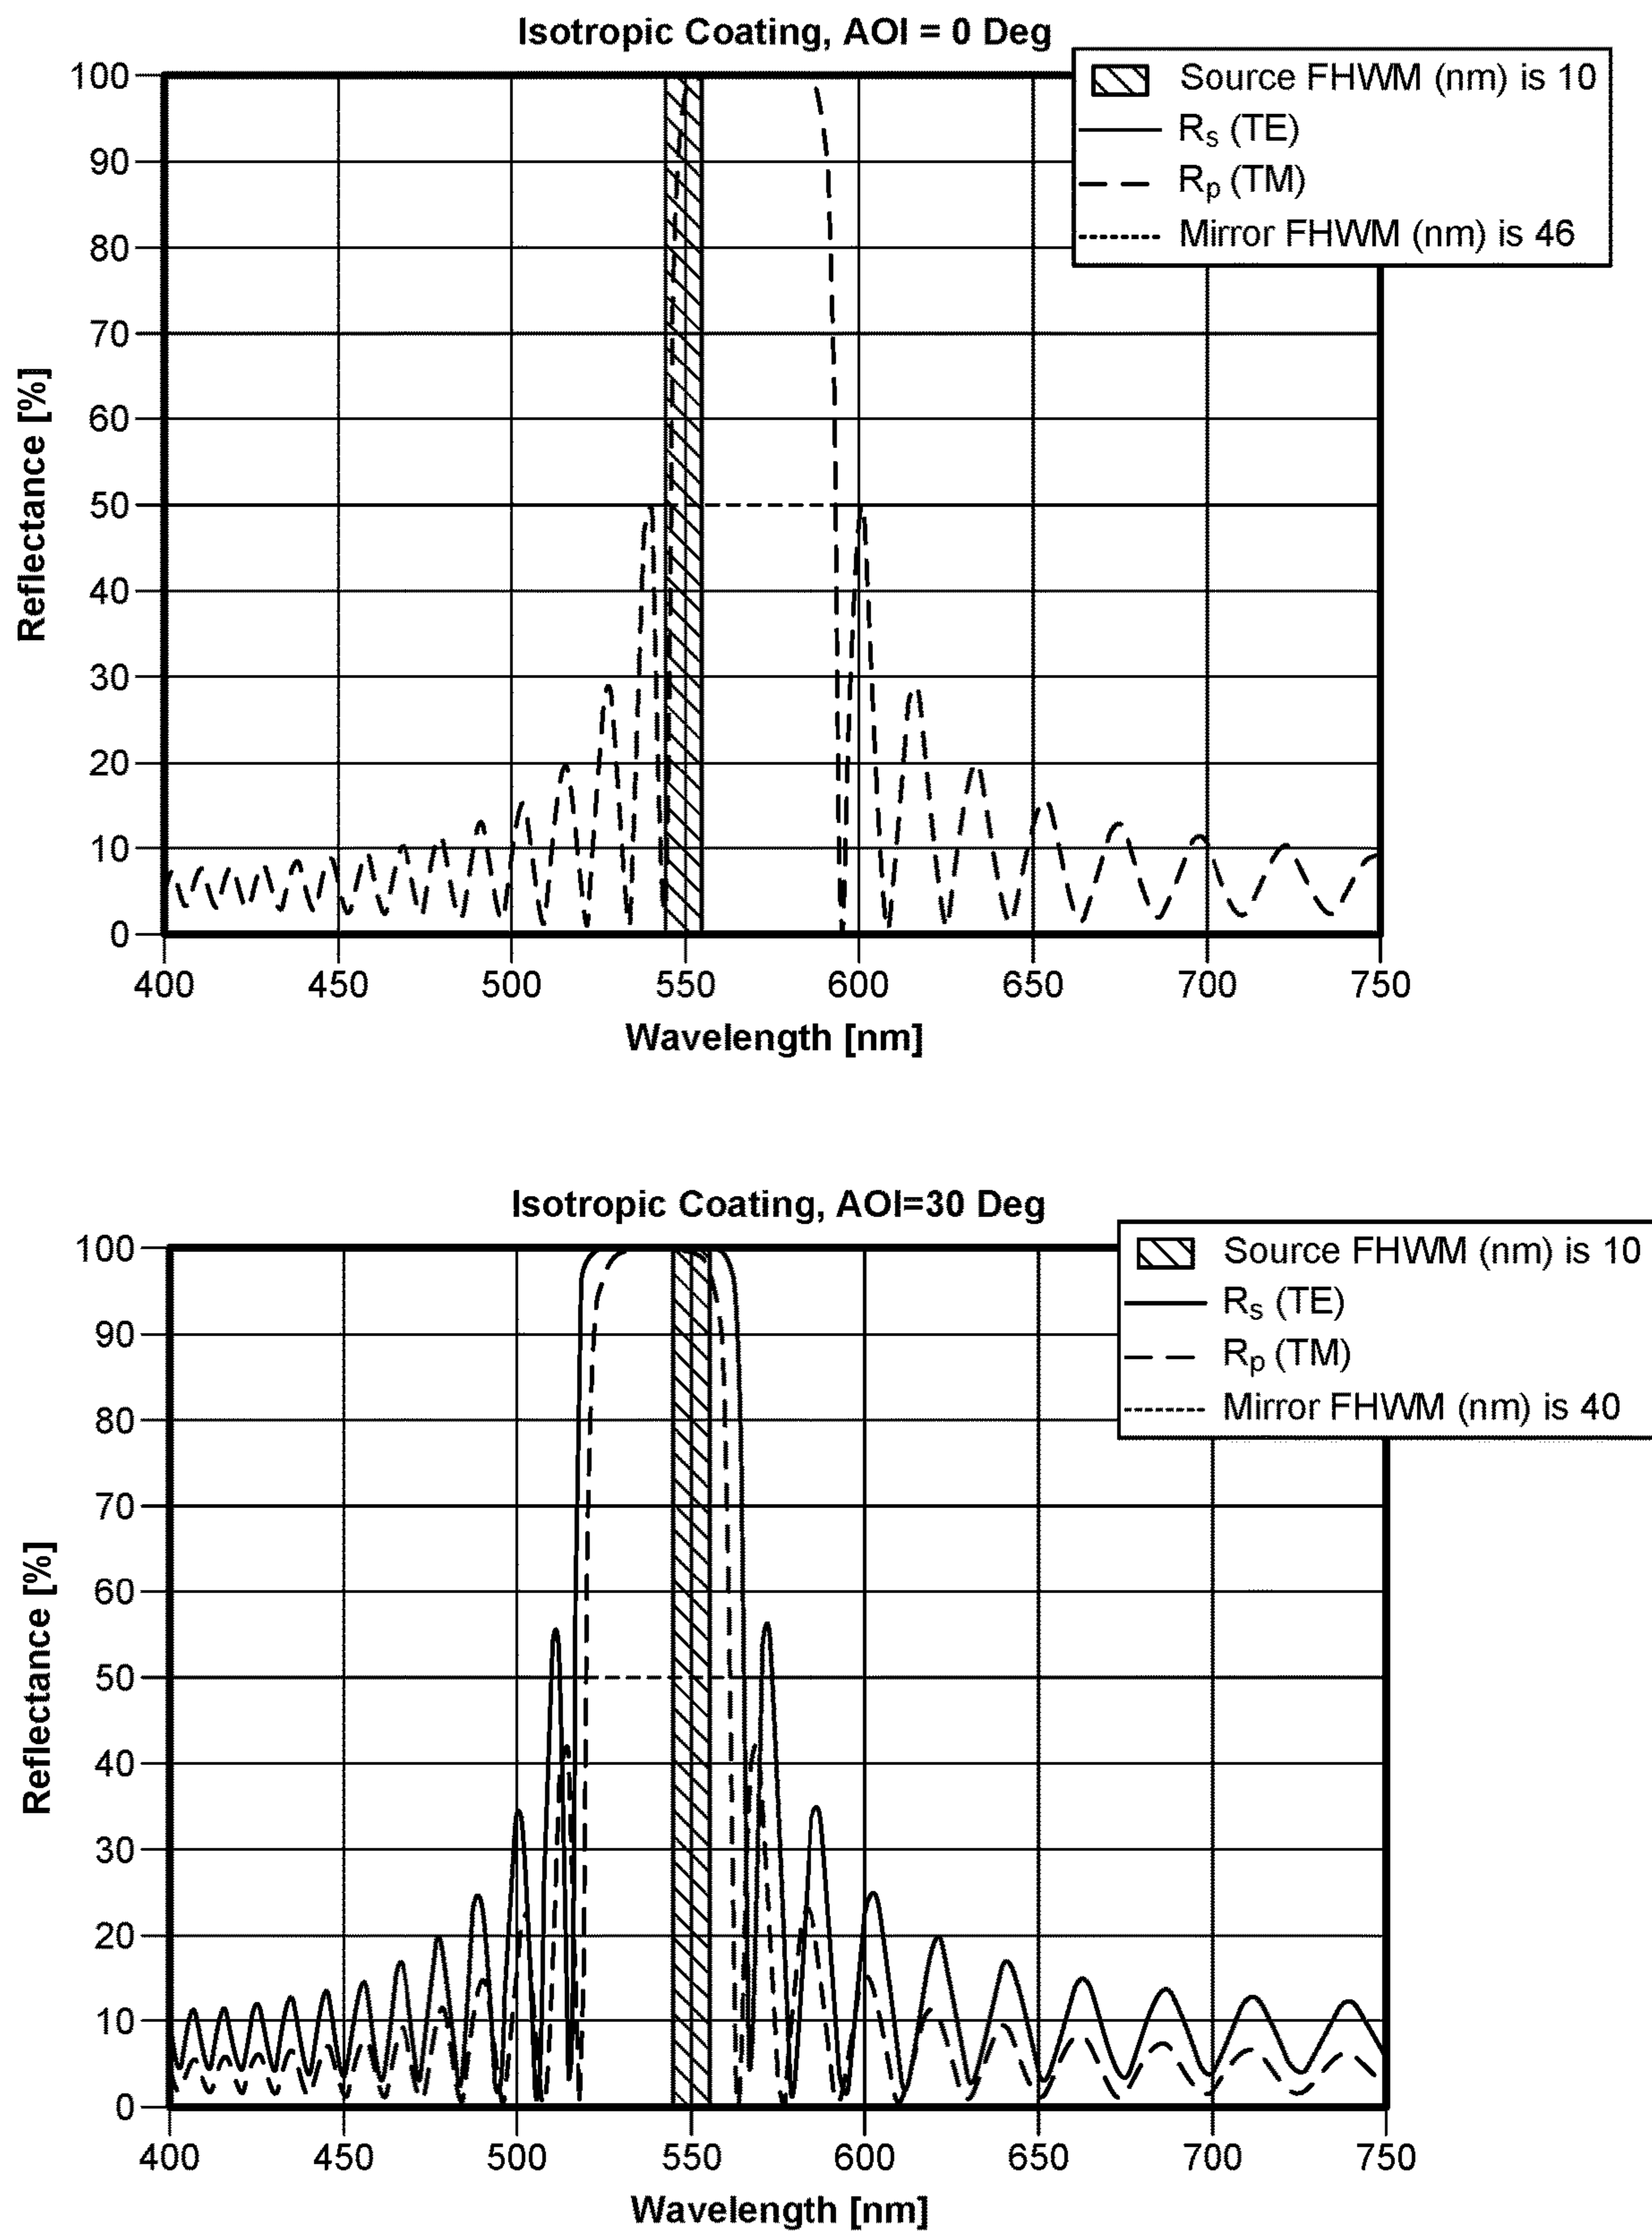 Isotropic Coating, AOI = 0 Deg
Source FHWM (nm) is 10
Rs (TE)
Rp (TM)
Mirror FHWM (nm) is 46
Reflectance [%]
100
90
80
70
60
50
40
30
20
10
0
400 450 500 550 600 650 700 750
Wavelength [nm]
Isotropic Coating, AOI=30 Deg
Source FHWM (nm) is 10
Rs (TE)
Rp (TM)
Mirror FHWM (nm) is 40
Reflectance [%]
100
90
80
70
60
50
40
30
20
10
0
400 450 500 550 600 650 700 750
Wavelength [nm]